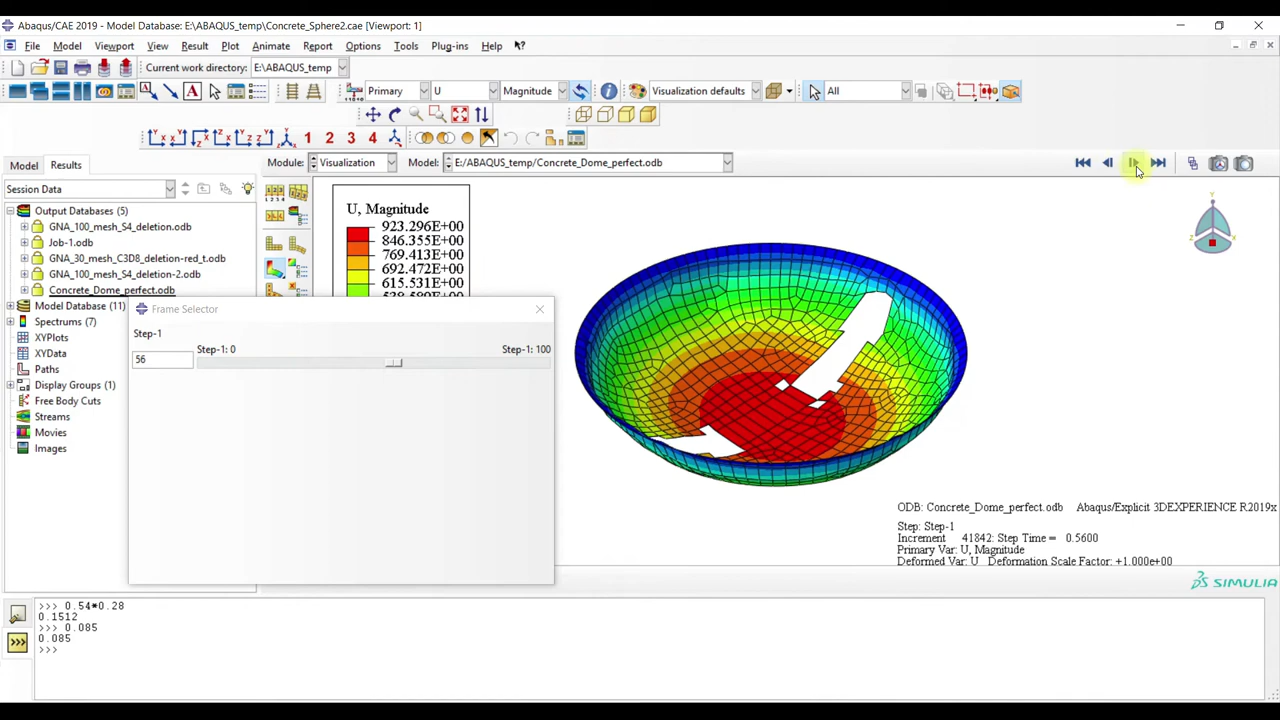 Abaqus/CAE 2019 - Model Database: E:\ABAQUS_temp\Concrete_Sphere2.cae [Viewport: 1]
File Model Viewport View Result Plot Animate Report Options Tools Plug-ins Help
Current work directory: E:\ABAQUS_temp
A Primary U Magnitude Visualization defaults All
1 2 3 4
Model Results Module: Visualization Model: E:/ABAQUS_temp/Concrete_Dome_perfect.odb
Session Data
Output Databases (5)
GNA_100_mesh_S4_deletion.odb
Job-1.odb
GNA_30_mesh_C3D8_deletion-red_t.odb
GNA_100_mesh_S4_deletion-2.odb
Concrete_Dome_perfect.odb
Model Database (11)
Spectrums (7)
XYPlots
XYData
Paths
Display Groups (1)
Free Body Cuts
Streams
Movies
Images
U, Magnitude
923.296E+00
846.355E+00
769.413E+00
692.472E+00
615.531E+00
538.589E+00
Frame Selector
Step-1
Step-1: 0 Step-1: 100
56
Y
Z X
ODB: Concrete_Dome_perfect.odb Abaqus/Explicit 3DEXPERIENCE R2019x
Step: Step-1
Increment 41842: Step Time = 0.5600
Primary Var: U, Magnitude
Deformed Var: U Deformation Scale Factor: +1.000e+00
SIMULIA
>>> 0.54*0.28
0.1512
>>> 0.085
0.085
>>>